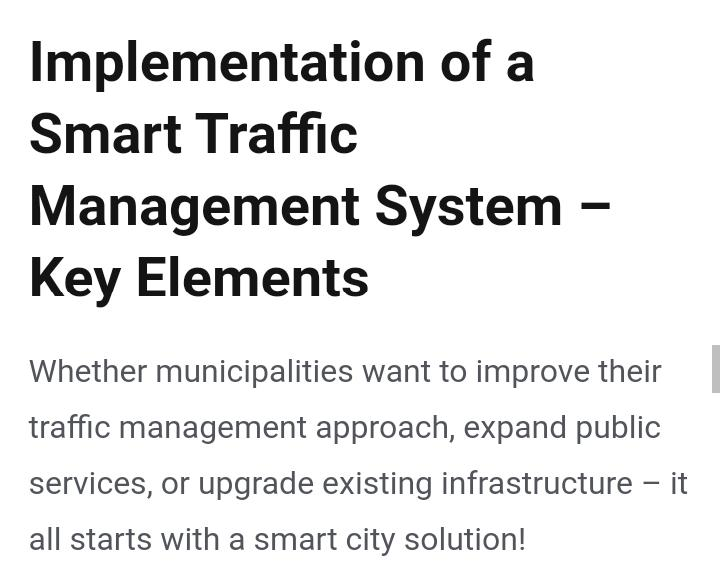 Implementation of a
Smart Traffic
Management System –
Key Elements
Whether municipalities want to improve their
traffic management approach, expand public
services, or upgrade existing infrastructure – it
all starts with a smart city solution!